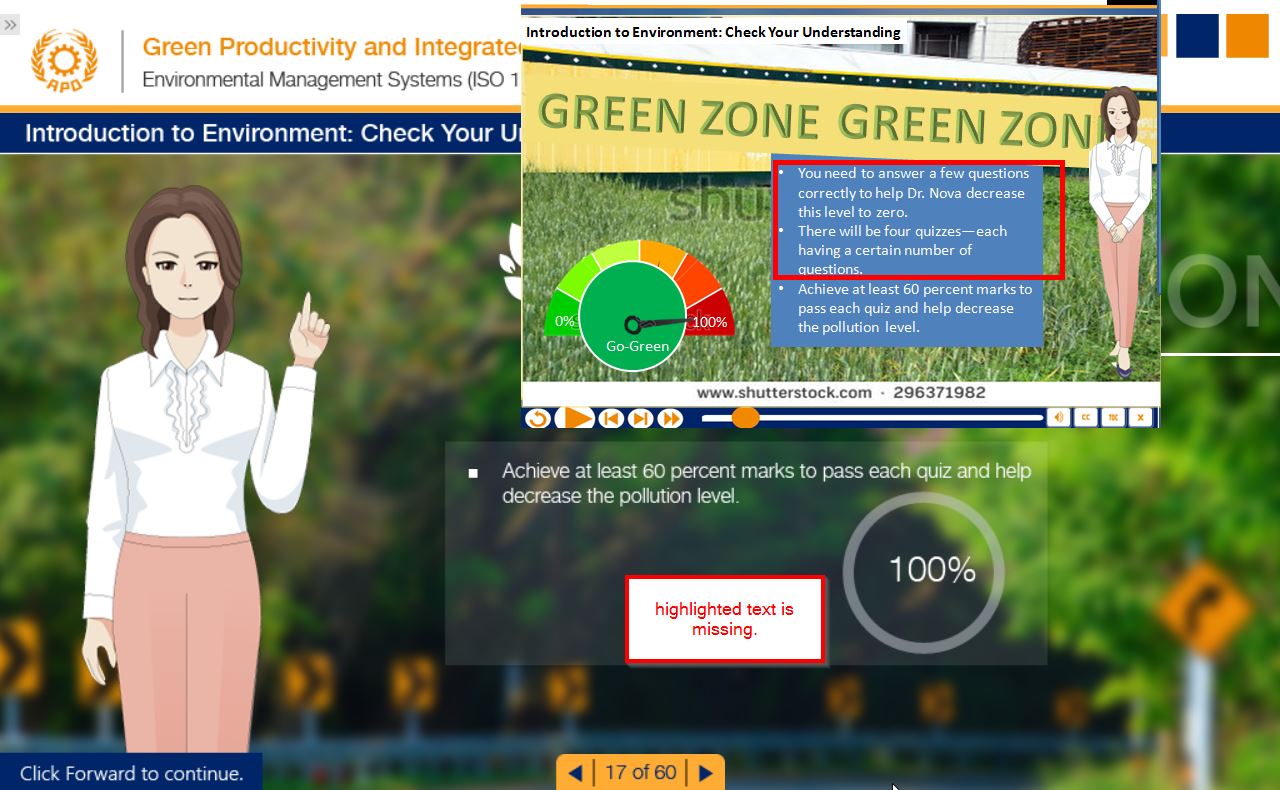 »
APO
Green Productivity and Integrate
Environmental Management Systems (ISO 1
Introduction to Environment: Check Your
Introduction to Environment: Check Your Understanding
GREEN ZONE GREEN ZON
shu
• You need to answer a few questions
correctly to help Dr. Nova decrease
this level to zero.
• There will be four quizzes—each
having a certain number of
questions.
• Achieve at least 60 percent marks to
pass each quiz and help decrease
the pollution level.
0%
100%
Go-Green
www.shutterstock.com · 296371982
CC
TOC
X
ON
▪ Achieve at least 60 percent marks to pass each quiz and help
decrease the pollution level.
100%
highlighted text is
missing.
Click Forward to continue.
17 of 60